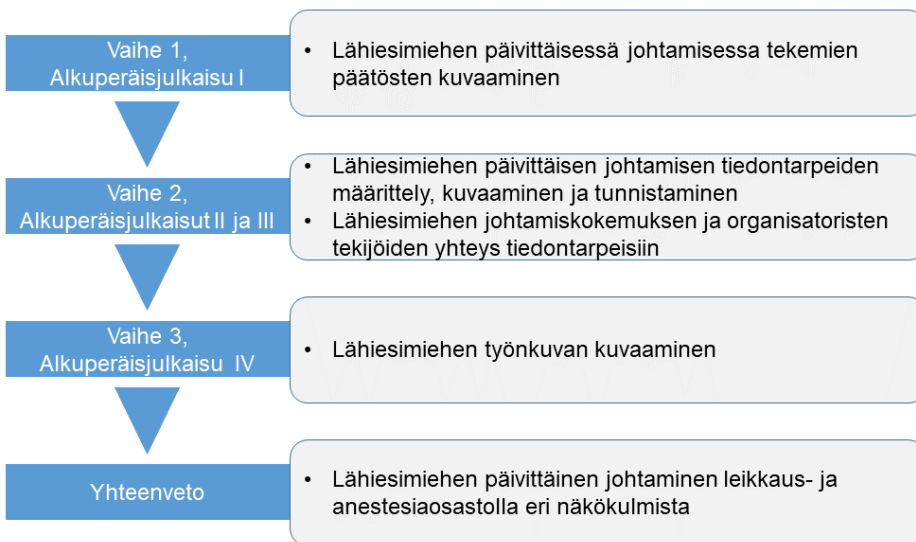 Vaihe 1,
Alkuperäisjulkaisu I
• Lähiesimiehen päivittäisessä johtamisessa tekemien
päätösten kuvaaminen
Vaihe 2,
Alkuperäisjulkaisut II ja III
• Lähiesimiehen päivittäisen johtamisen tiedontarpeiden
määrittely, kuvaaminen ja tunnistaminen
• Lähiesimiehen johtamiskokemuksen ja organisatoristen
tekijöiden yhteys tiedontarpeisiin
Vaihe 3,
Alkuperäisjulkaisu IV
• Lähiesimiehen työnkuvan kuvaaminen
Yhteenveto
• Lähiesimiehen päivittäinen johtaminen leikkaus- ja
anestesiaosastolla eri näkökulmista